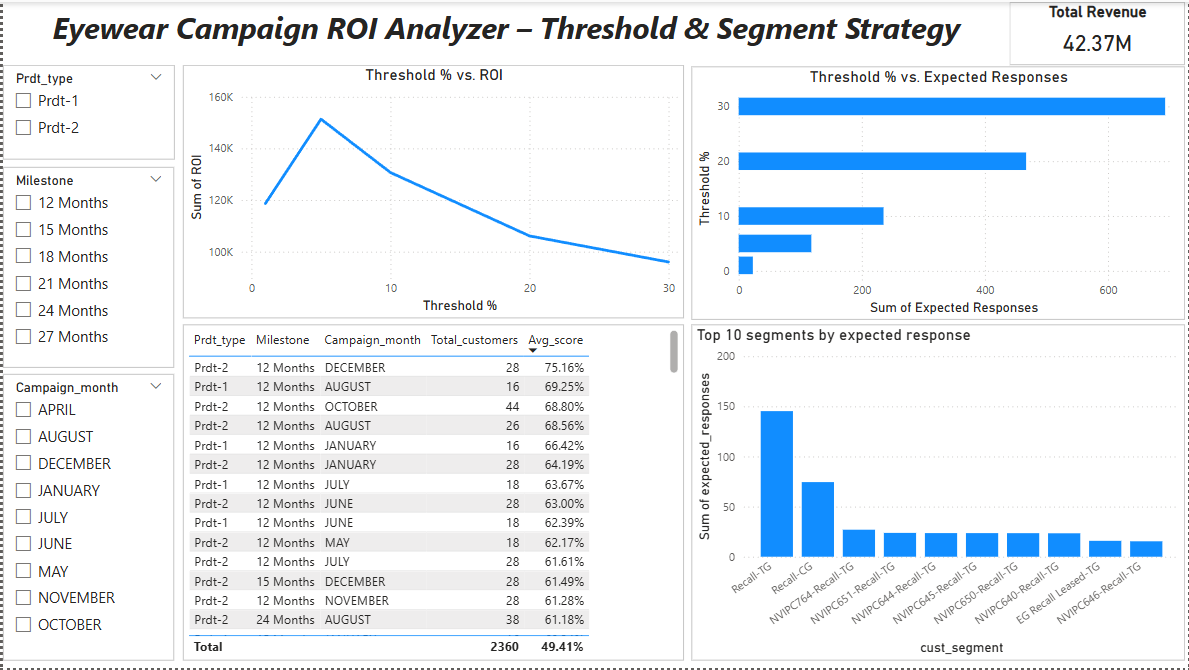 Eyewear Campaign ROI Analyzer – Threshold & Segment Strategy
Total Revenue
42.37M
Prdt_type
Prdt-1
Prdt-2
Milestone
12 Months
15 Months
18 Months
21 Months
24 Months
27 Months
Campaign_month
APRIL
AUGUST
DECEMBER
JANUARY
JULY
JUNE
MAY
NOVEMBER
OCTOBER
Threshold % vs. ROI
Sum of ROI
160K
140K
120K
100K
0 10 20 30
Threshold %
Threshold % vs. Expected Responses
Threshold %
30
20
10
0
0 200 400 600
Sum of Expected Responses
Prdt_type Milestone Campaign_month Total_customers Avg_score
Prdt-2 12 Months DECEMBER 28 75.16%
Prdt-1 12 Months AUGUST 16 69.25%
Prdt-2 12 Months OCTOBER 44 68.80%
Prdt-2 12 Months AUGUST 26 68.56%
Prdt-1 12 Months JANUARY 16 66.42%
Prdt-2 12 Months JANUARY 28 64.19%
Prdt-1 12 Months JULY 18 63.67%
Prdt-2 12 Months JUNE 28 63.00%
Prdt-1 12 Months JUNE 18 62.39%
Prdt-2 12 Months MAY 18 62.17%
Prdt-2 12 Months JULY 28 61.61%
Prdt-2 15 Months DECEMBER 28 61.49%
Prdt-2 12 Months NOVEMBER 28 61.28%
Prdt-2 24 Months AUGUST 38 61.18%
Total 2360 49.41%
Top 10 segments by expected response
Sum of expected_responses
200
150
100
50
0
Recall-TG
Recall-CG
NVIPC764-Recall-TG
NVIPC651-Recall-TG
NVIPC644-Recall-TG
NVIPC645-Recall-TG
NVIPC650-Recall-TG
NVIPC640-Recall-TG
EG Recall Leased-TG
NVIPC646-Recall-TG
cust_segment